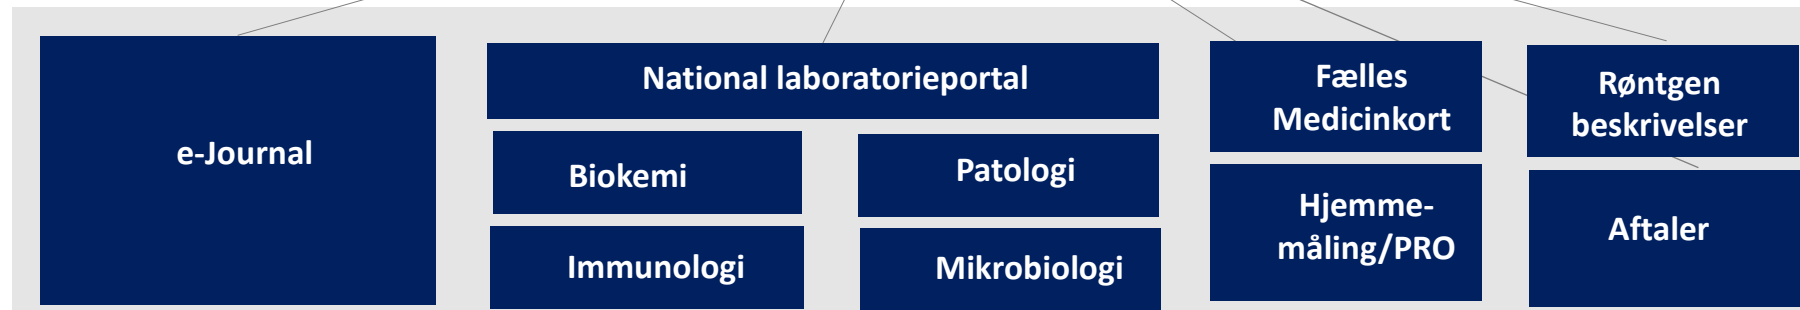 e-Journal
National laboratorieportal
Biokemi
Patologi
Immunologi
Mikrobiologi
Fælles
Medicinkort
Hjemme-
måling/PRO
Røntgen
beskrivelser
Aftaler